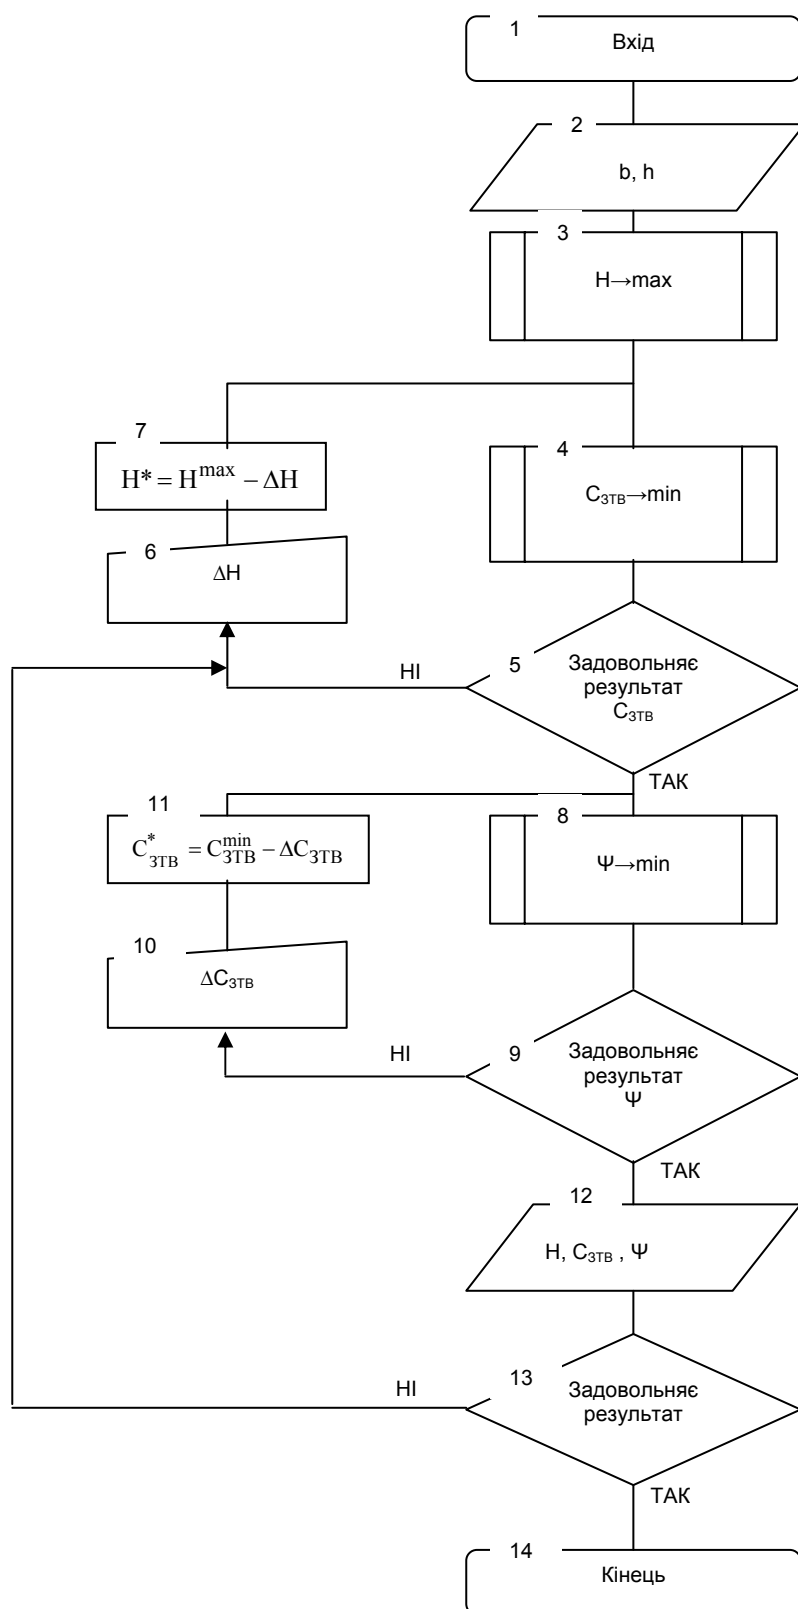 1
Вхід
2
b, h
3
H→max
7
H* = H^max − ΔH
4
C_ЗТВ→min
6
ΔH
5
НІ
Задовольняє
результат
C_ЗТВ
ТАК
11
C*_ЗТВ = C^min_ЗТВ − ΔC_ЗТВ
8
Ψ→min
10
ΔC_ЗТВ
9
НІ
Задовольняє
результат
Ψ
ТАК
12
H, C_ЗТВ , Ψ
13
НІ
Задовольняє
результат
ТАК
14
Кінець